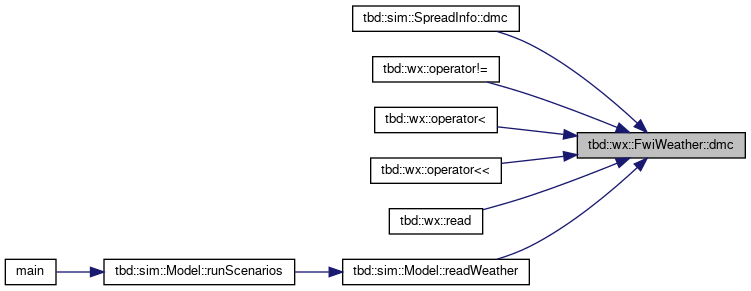 tbd::sim::SpreadInfo::dmc
tbd::wx::operator!=
tbd::wx::operator<
tbd::wx::FwiWeather::dmc
tbd::wx::operator<<
tbd::wx::read
main
tbd::sim::Model::runScenarios
tbd::sim::Model::readWeather